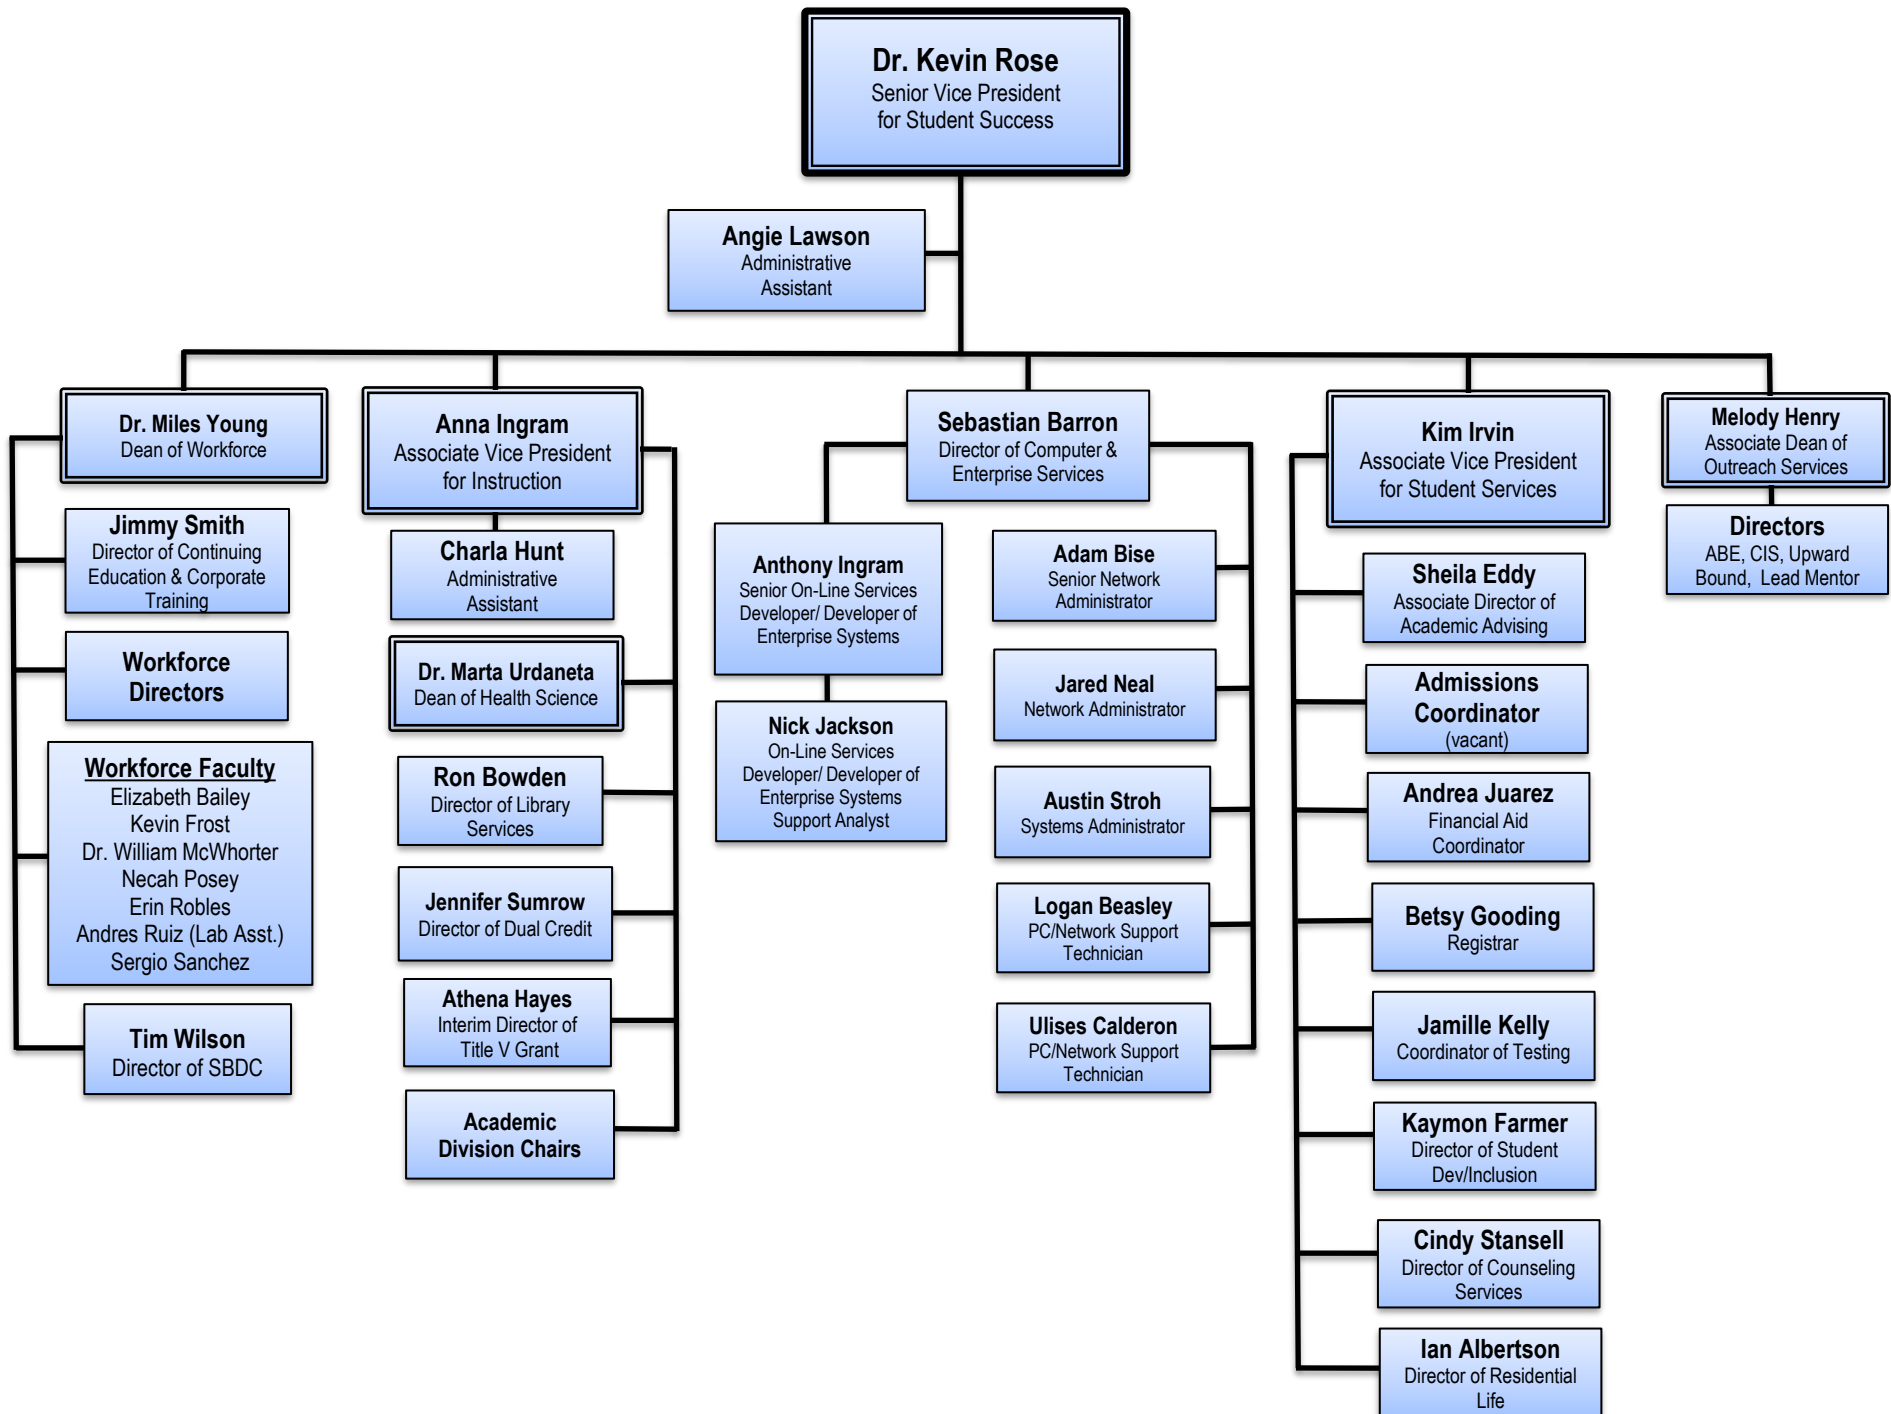 Dr. Kevin Rose
Senior Vice President
for Student Success
Angie Lawson
Administrative
Assistant
Dr. Miles Young
Dean of Workforce
Jimmy Smith
Director of Continuing
Education & Corporate
Training
Workforce
Directors
Workforce Faculty
Elizabeth Bailey
Kevin Frost
Dr. William McWhorter
Necah Posey
Erin Robles
Andres Ruiz (Lab Asst.)
Sergio Sanchez
Tim Wilson
Director of SBDC
Anna Ingram
Associate Vice President
for Instruction
Charla Hunt
Administrative
Assistant
Dr. Marta Urdaneta
Dean of Health Science
Ron Bowden
Director of Library
Services
Jennifer Sumrow
Director of Dual Credit
Athena Hayes
Interim Director of
Title V Grant
Academic
Division Chairs
Sebastian Barron
Director of Computer &
Enterprise Services
Anthony Ingram
Senior On-Line Services
Developer/ Developer of
Enterprise Systems
Nick Jackson
On-Line Services
Developer/ Developer of
Enterprise Systems
Support Analyst
Adam Bise
Senior Network
Administrator
Jared Neal
Network Administrator
Austin Stroh
Systems Administrator
Logan Beasley
PC/Network Support
Technician
Ulises Calderon
PC/Network Support
Technician
Kim Irvin
Associate Vice President
for Student Services
Sheila Eddy
Associate Director of
Academic Advising
Admissions
Coordinator
(vacant)
Andrea Juarez
Financial Aid
Coordinator
Betsy Gooding
Registrar
Jamille Kelly
Coordinator of Testing
Kaymon Farmer
Director of Student
Dev/Inclusion
Cindy Stansell
Director of Counseling
Services
Ian Albertson
Director of Residential
Life
Melody Henry
Associate Dean of
Outreach Services
Directors
ABE, CIS, Upward
Bound, Lead Mentor